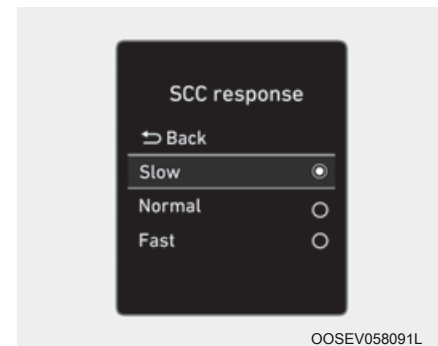 SCC response
Back
Slow
Normal
Fast
OOSEV058091L